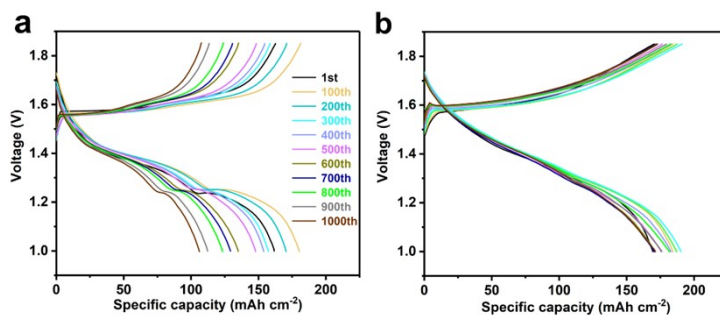 a
1.8
1.6
1.4
1.2
1.0
Voltage (V)
1st
100th
200th
300th
400th
500th
600th
700th
800th
900th
1000th
0 50 100 150 200
Specific capacity (mAh cm⁻²)
b
1.8
1.6
1.4
1.2
1.0
Voltage (V)
0 50 100 150 200
Specific capacity (mAh cm⁻²)